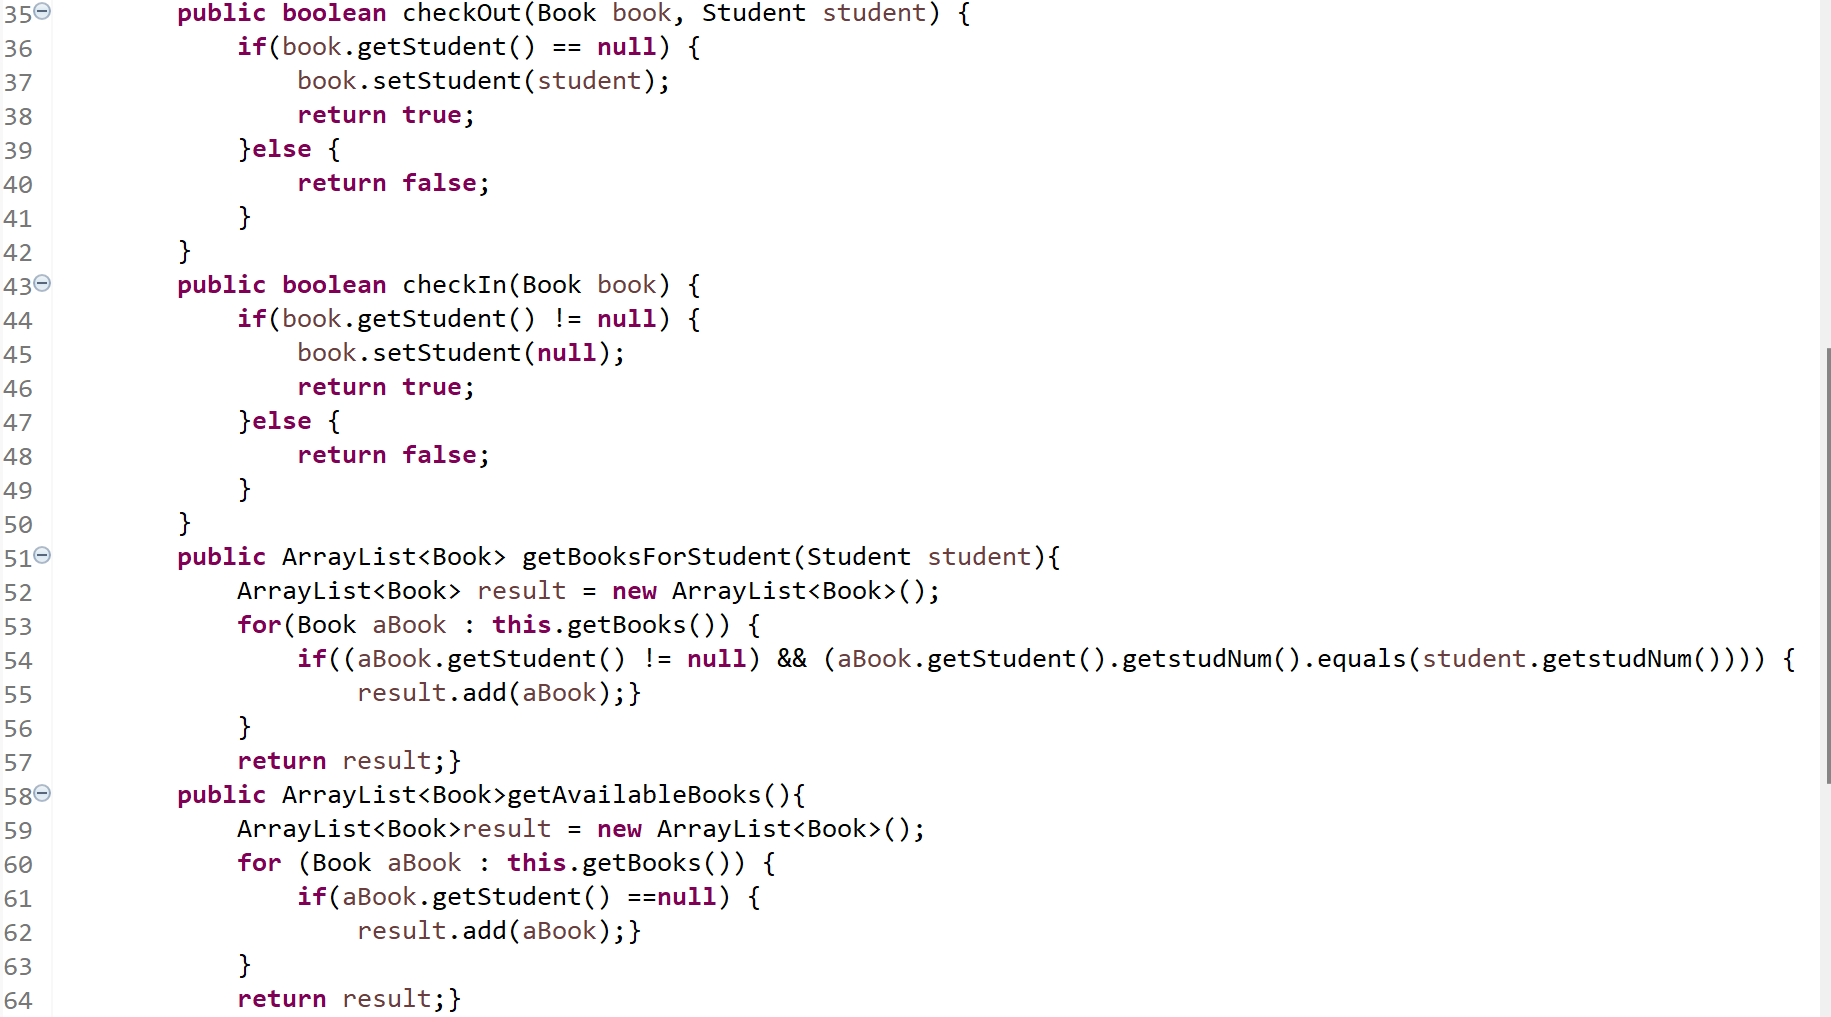 35 public boolean checkOut(Book book, Student student) {
36 if(book.getStudent() == null) {
37 book.setStudent(student);
38 return true;
39 }else {
40 return false;
41 }
42 }
43 public boolean checkIn(Book book) {
44 if(book.getStudent() != null) {
45 book.setStudent(null);
46 return true;
47 }else {
48 return false;
49 }
50 }
51 public ArrayList<Book> getBooksForStudent(Student student){
52 ArrayList<Book> result = new ArrayList<Book>();
53 for(Book aBook : this.getBooks()) {
54 if((aBook.getStudent() != null) && (aBook.getStudent().getstudNum().equals(student.getstudNum()))) {
55 result.add(aBook);}
56 }
57 return result;}
58 public ArrayList<Book>getAvailableBooks(){
59 ArrayList<Book>result = new ArrayList<Book>();
60 for (Book aBook : this.getBooks()) {
61 if(aBook.getStudent() ==null) {
62 result.add(aBook);}
63 }
64 return result;}